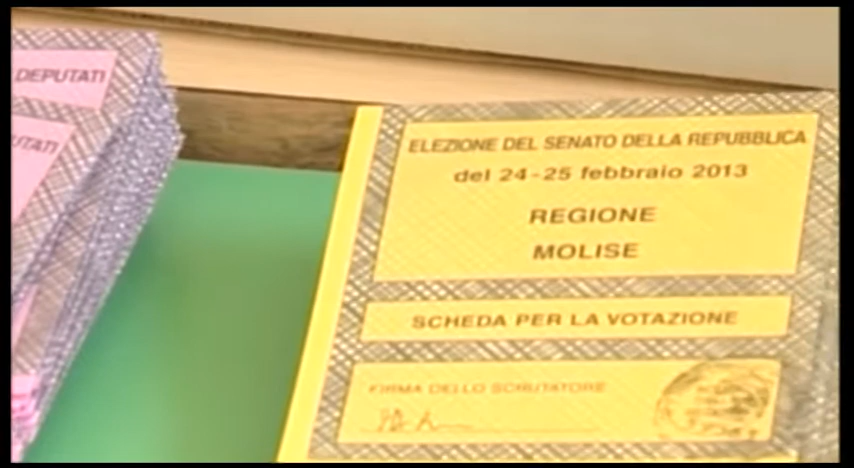 DEPUTATI
UTATI
ELEZIONE DEL SENATO DELLA REPUBBLICA
del 24-25 febbraio 2013
REGIONE
MOLISE
SCHEDA PER LA VOTAZIONE
FIRMA DELLO SCRUTATORE